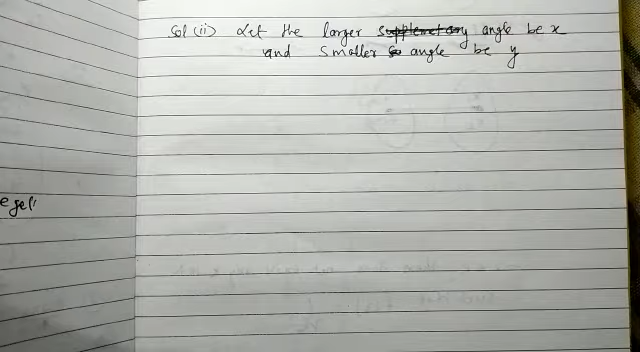 Sol (ii) Let the larger supplementary angle be x
and smaller angle be y